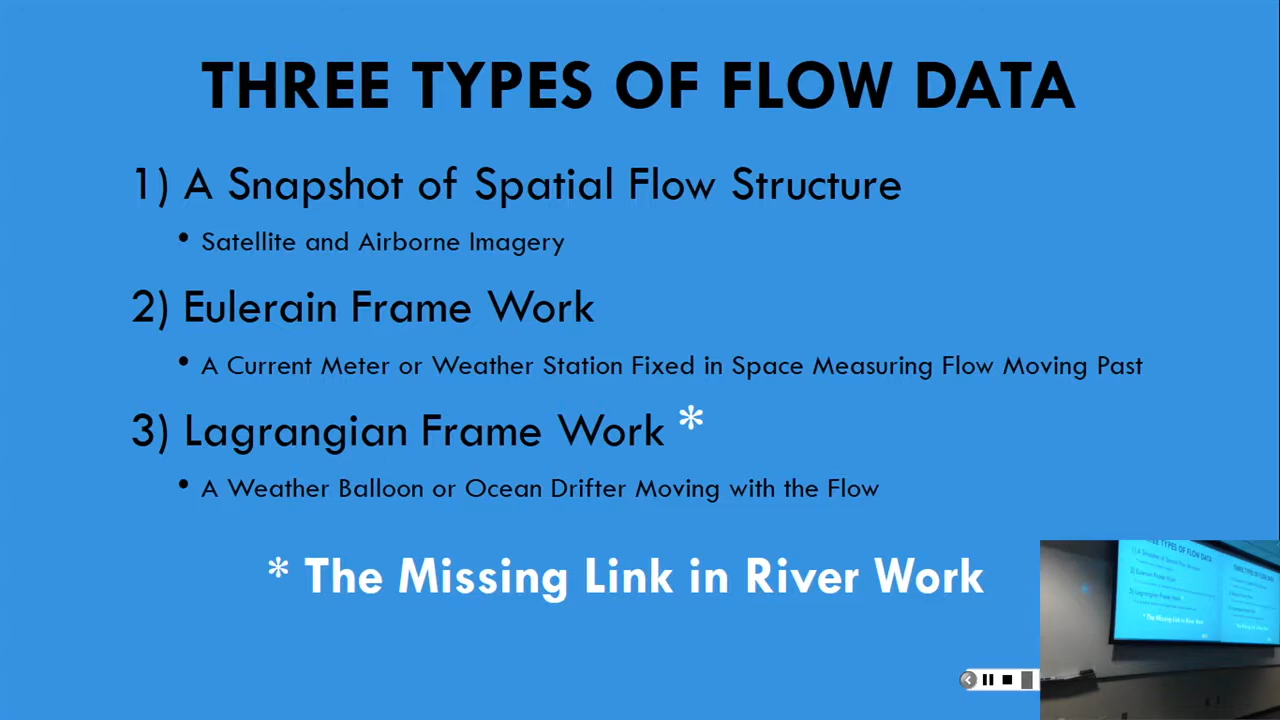 THREE TYPES OF FLOW DATA
1) A Snapshot of Spatial Flow Structure
• Satellite and Airborne Imagery
2) Eulerain Frame Work
• A Current Meter or Weather Station Fixed in Space Measuring Flow Moving Past
3) Lagrangian Frame Work *
• A Weather Balloon or Ocean Drifter Moving with the Flow
* The Missing Link in River Work